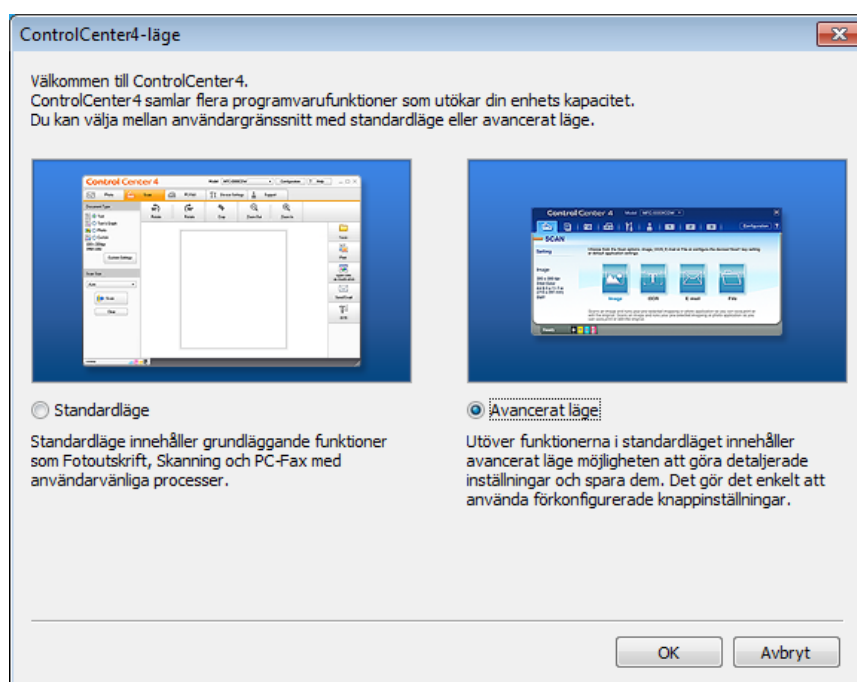 ControlCenter4-läge
Välkommen till ControlCenter4.
ControlCenter4 samlar flera programvarufunktioner som utökar din enhets kapacitet.
Du kan välja mellan användargränssnitt med standardläge eller avancerat läge.
Control Center 4
Control Center 4
SCAN
Setting
Image
Image
OCR
E-mail
File
Standardläge
Avancerat läge
Standardläge innehåller grundläggande funktioner
som Fotoutskrift, Skanning och PC-Fax med
användarvänliga processer.
Utöver funktionerna i standardläget innehåller
avancerat läge möjligheten att göra detaljerade
inställningar och spara dem. Det gör det enkelt att
använda förkonfigurerade knappinställningar.
OK
Avbryt